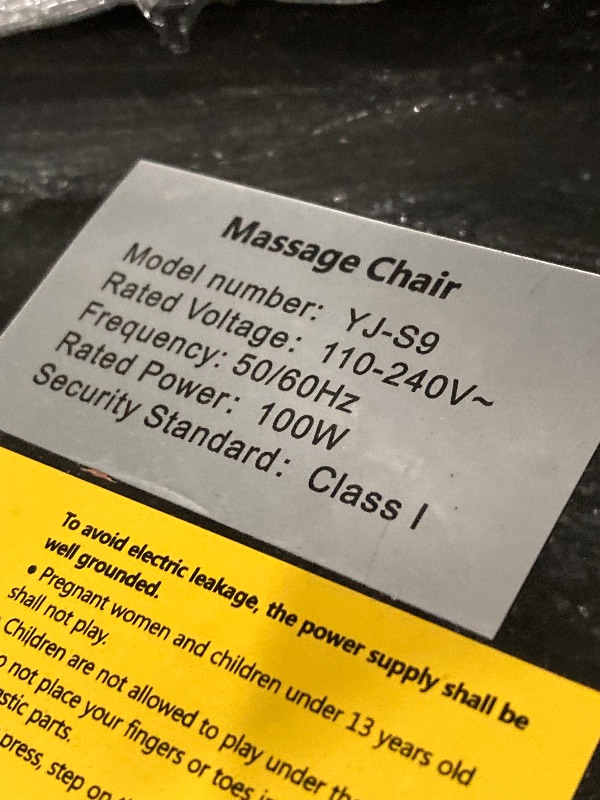 Massage Chair
Model number: YJ-S9
Rated Voltage: 110-240V~
Frequency: 50/60Hz
Rated Power: 100W
Security Standard: Class I
To avoid electric leakage, the power supply shall be
well grounded.
• Pregnant women and children under 13 years old
shall not play.
Children are not allowed to play under
not place your fingers or toes
parts.
press, step on